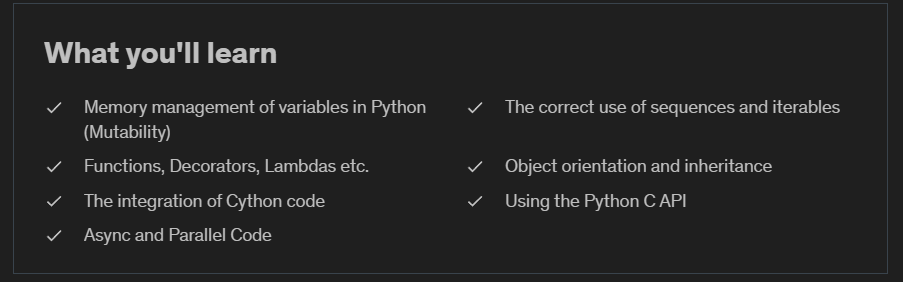 What you'll learn
Memory management of variables in Python
(Mutability)
The correct use of sequences and iterables
Functions, Decorators, Lambdas etc.
Object orientation and inheritance
The integration of Cython code
Using the Python C API
Async and Parallel Code